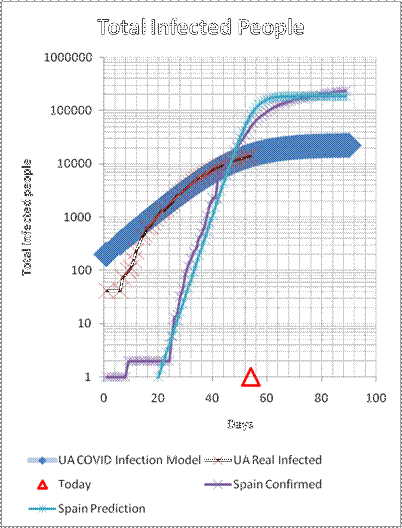 Total Infected People
1000000
100000
10000
1000
100
10
1
Total Infected people
0 20 40 60 80 100
Days
UA COVID Infection Model UA Real Infected
Today Spain Confirmed
Spain Prediction